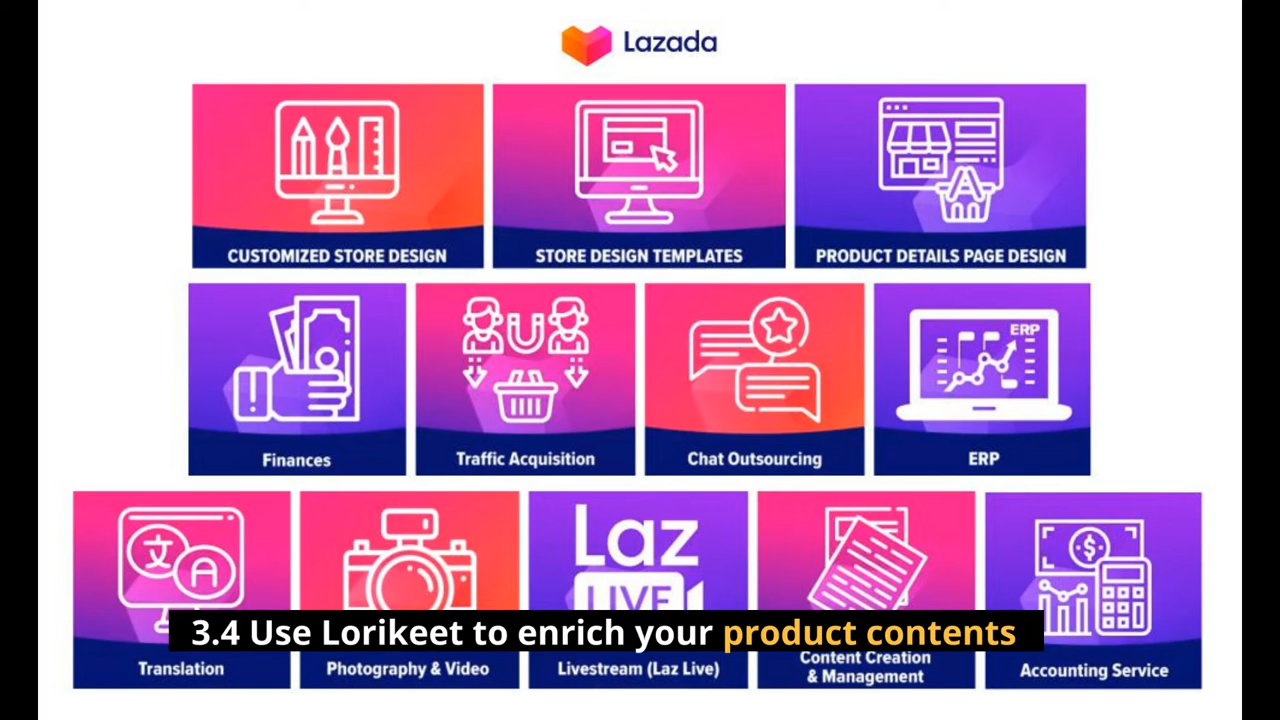 Lazada
CUSTOMIZED STORE DESIGN
STORE DESIGN TEMPLATES
PRODUCT DETAILS PAGE DESIGN
Finances
Traffic Acquisition
Chat Outsourcing
ERP
ERP
文
A
Laz
LIVE
$
3.4 Use Lorikeet to enrich your product contents
Translation
Photography & Video
Livestream (Laz Live)
Content Creation
& Management
Accounting Service